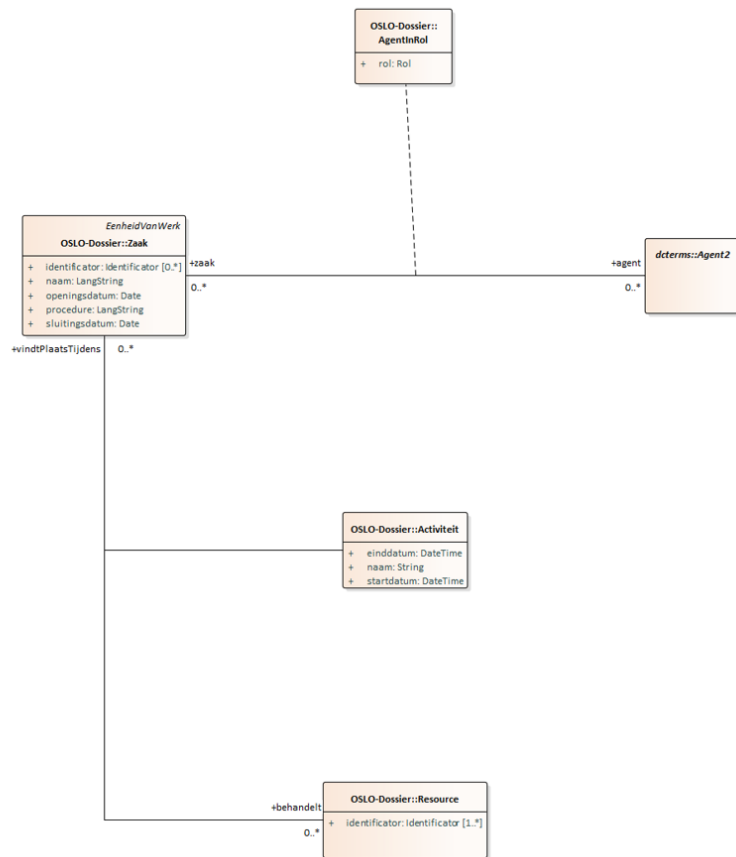 OSLO-Dossier::
AgentInRol
+ rol: Rol
EenheidVanWerk
OSLO-Dossier::Zaak
+ identificator: Identificator [0..*]
+ naam: LangString
+ openingsdatum: Date
+ procedure: LangString
+ sluitingsdatum: Date
+zaak
0..*
+agent
0..*
dcterms::Agent2
+vindtPlaatsTijdens
0..*
OSLO-Dossier::Activiteit
+ einddatum: DateTime
+ naam: String
+ startdatum: DateTime
+behandelt
0..*
OSLO-Dossier::Resource
+ identificator: Identificator [1..*]